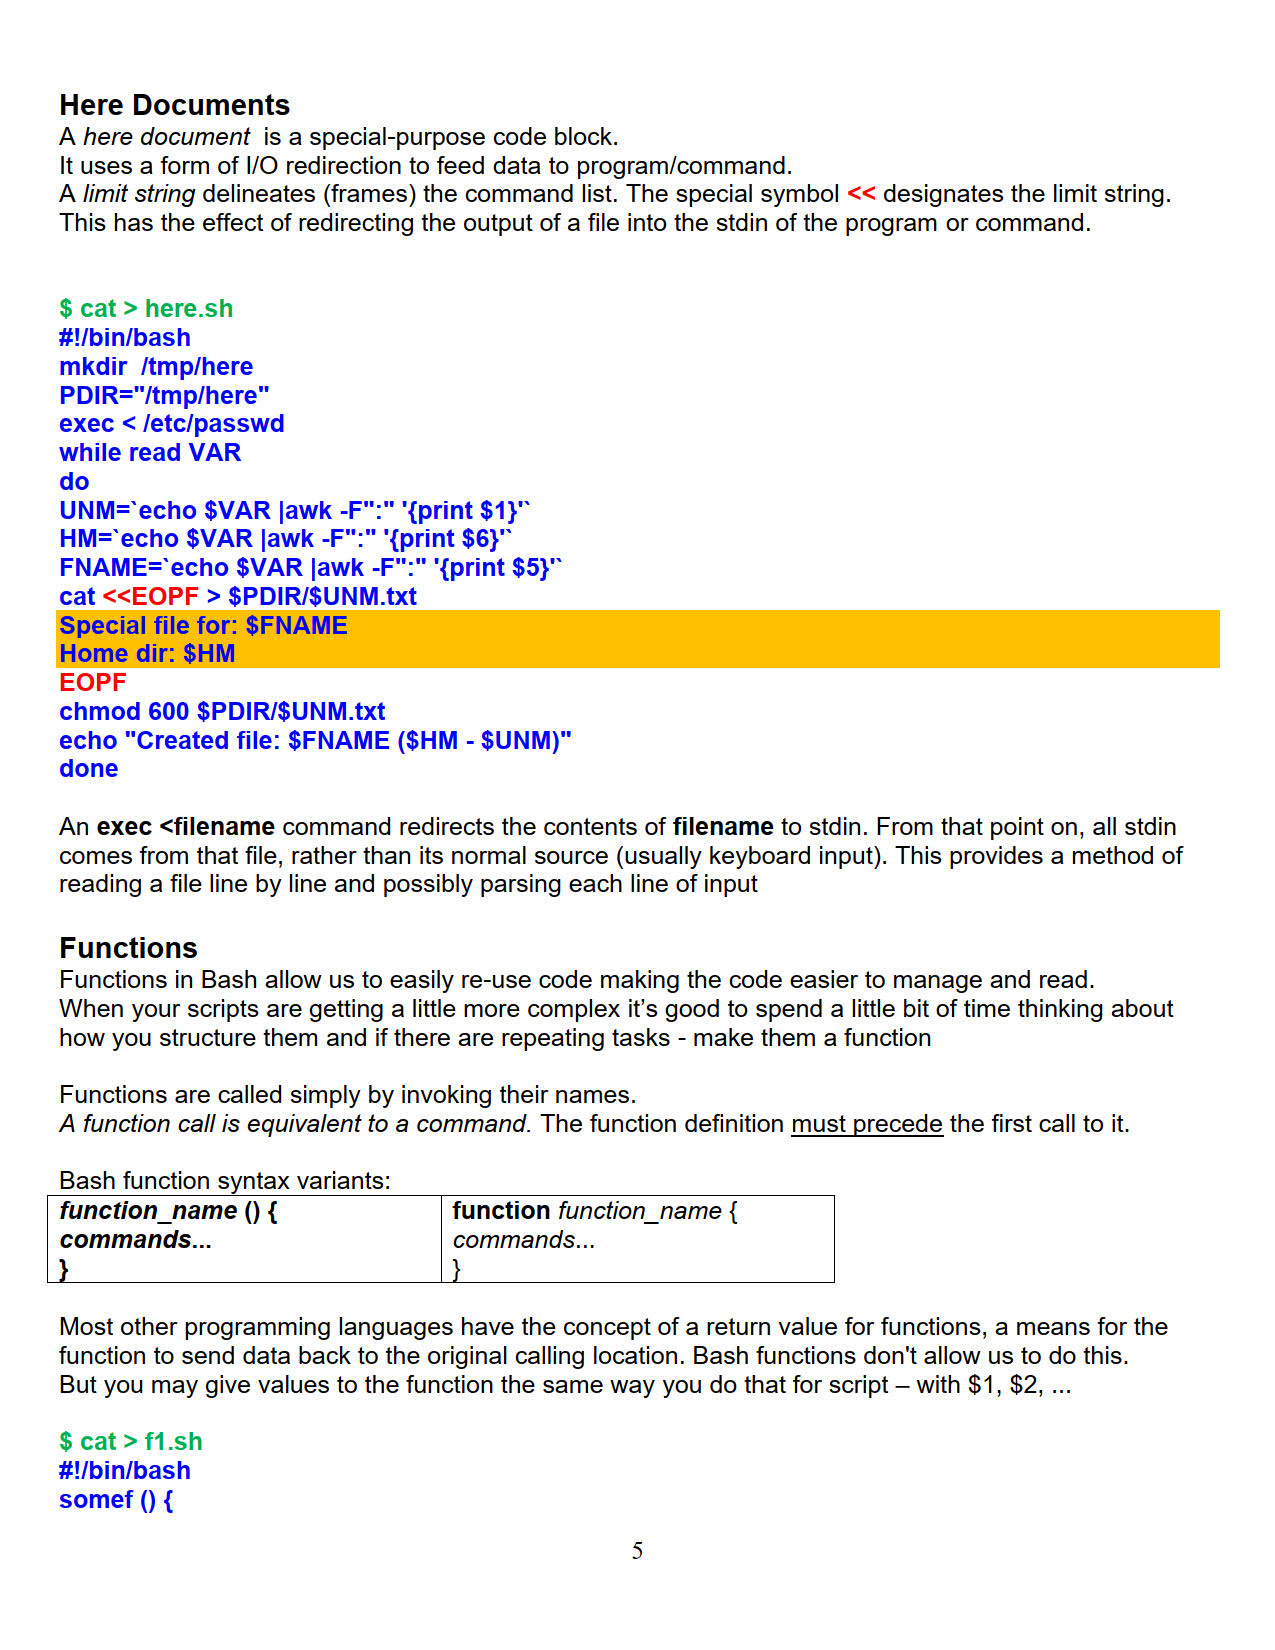 Here Documents
A here document  is a special-purpose code block.
It uses a form of I/O redirection to feed data to program/command.
A limit string delineates (frames) the command list. The special symbol << designates the limit string.
This has the effect of redirecting the output of a file into the stdin of the program or command.
$ cat > here.sh
#!/bin/bash
mkdir  /tmp/here
PDIR="/tmp/here"
exec < /etc/passwd
while read VAR
do
UNM=`echo $VAR |awk -F":" '{print $1}'`
HM=`echo $VAR |awk -F":" '{print $6}'`
FNAME=`echo $VAR |awk -F":" '{print $5}'`
cat <<EOPF > $PDIR/$UNM.txt
Special file for: $FNAME
Home dir: $HM
EOPF
chmod 600 $PDIR/$UNM.txt
echo "Created file: $FNAME ($HM - $UNM)"
done
An exec <filename command redirects the contents of filename to stdin. From that point on, all stdin
comes from that file, rather than its normal source (usually keyboard input). This provides a method of
reading a file line by line and possibly parsing each line of input
Functions
Functions in Bash allow us to easily re-use code making the code easier to manage and read.
When your scripts are getting a little more complex it’s good to spend a little bit of time thinking about
how you structure them and if there are repeating tasks - make them a function
Functions are called simply by invoking their names.
A function call is equivalent to a command. The function definition must precede the first call to it.
Bash function syntax variants:
function_name () {
commands...
}
function function_name {
commands...
}
Most other programming languages have the concept of a return value for functions, a means for the
function to send data back to the original calling location. Bash functions don't allow us to do this.
But you may give values to the function the same way you do that for script – with $1, $2, ...
$ cat > f1.sh
#!/bin/bash
somef () {
5